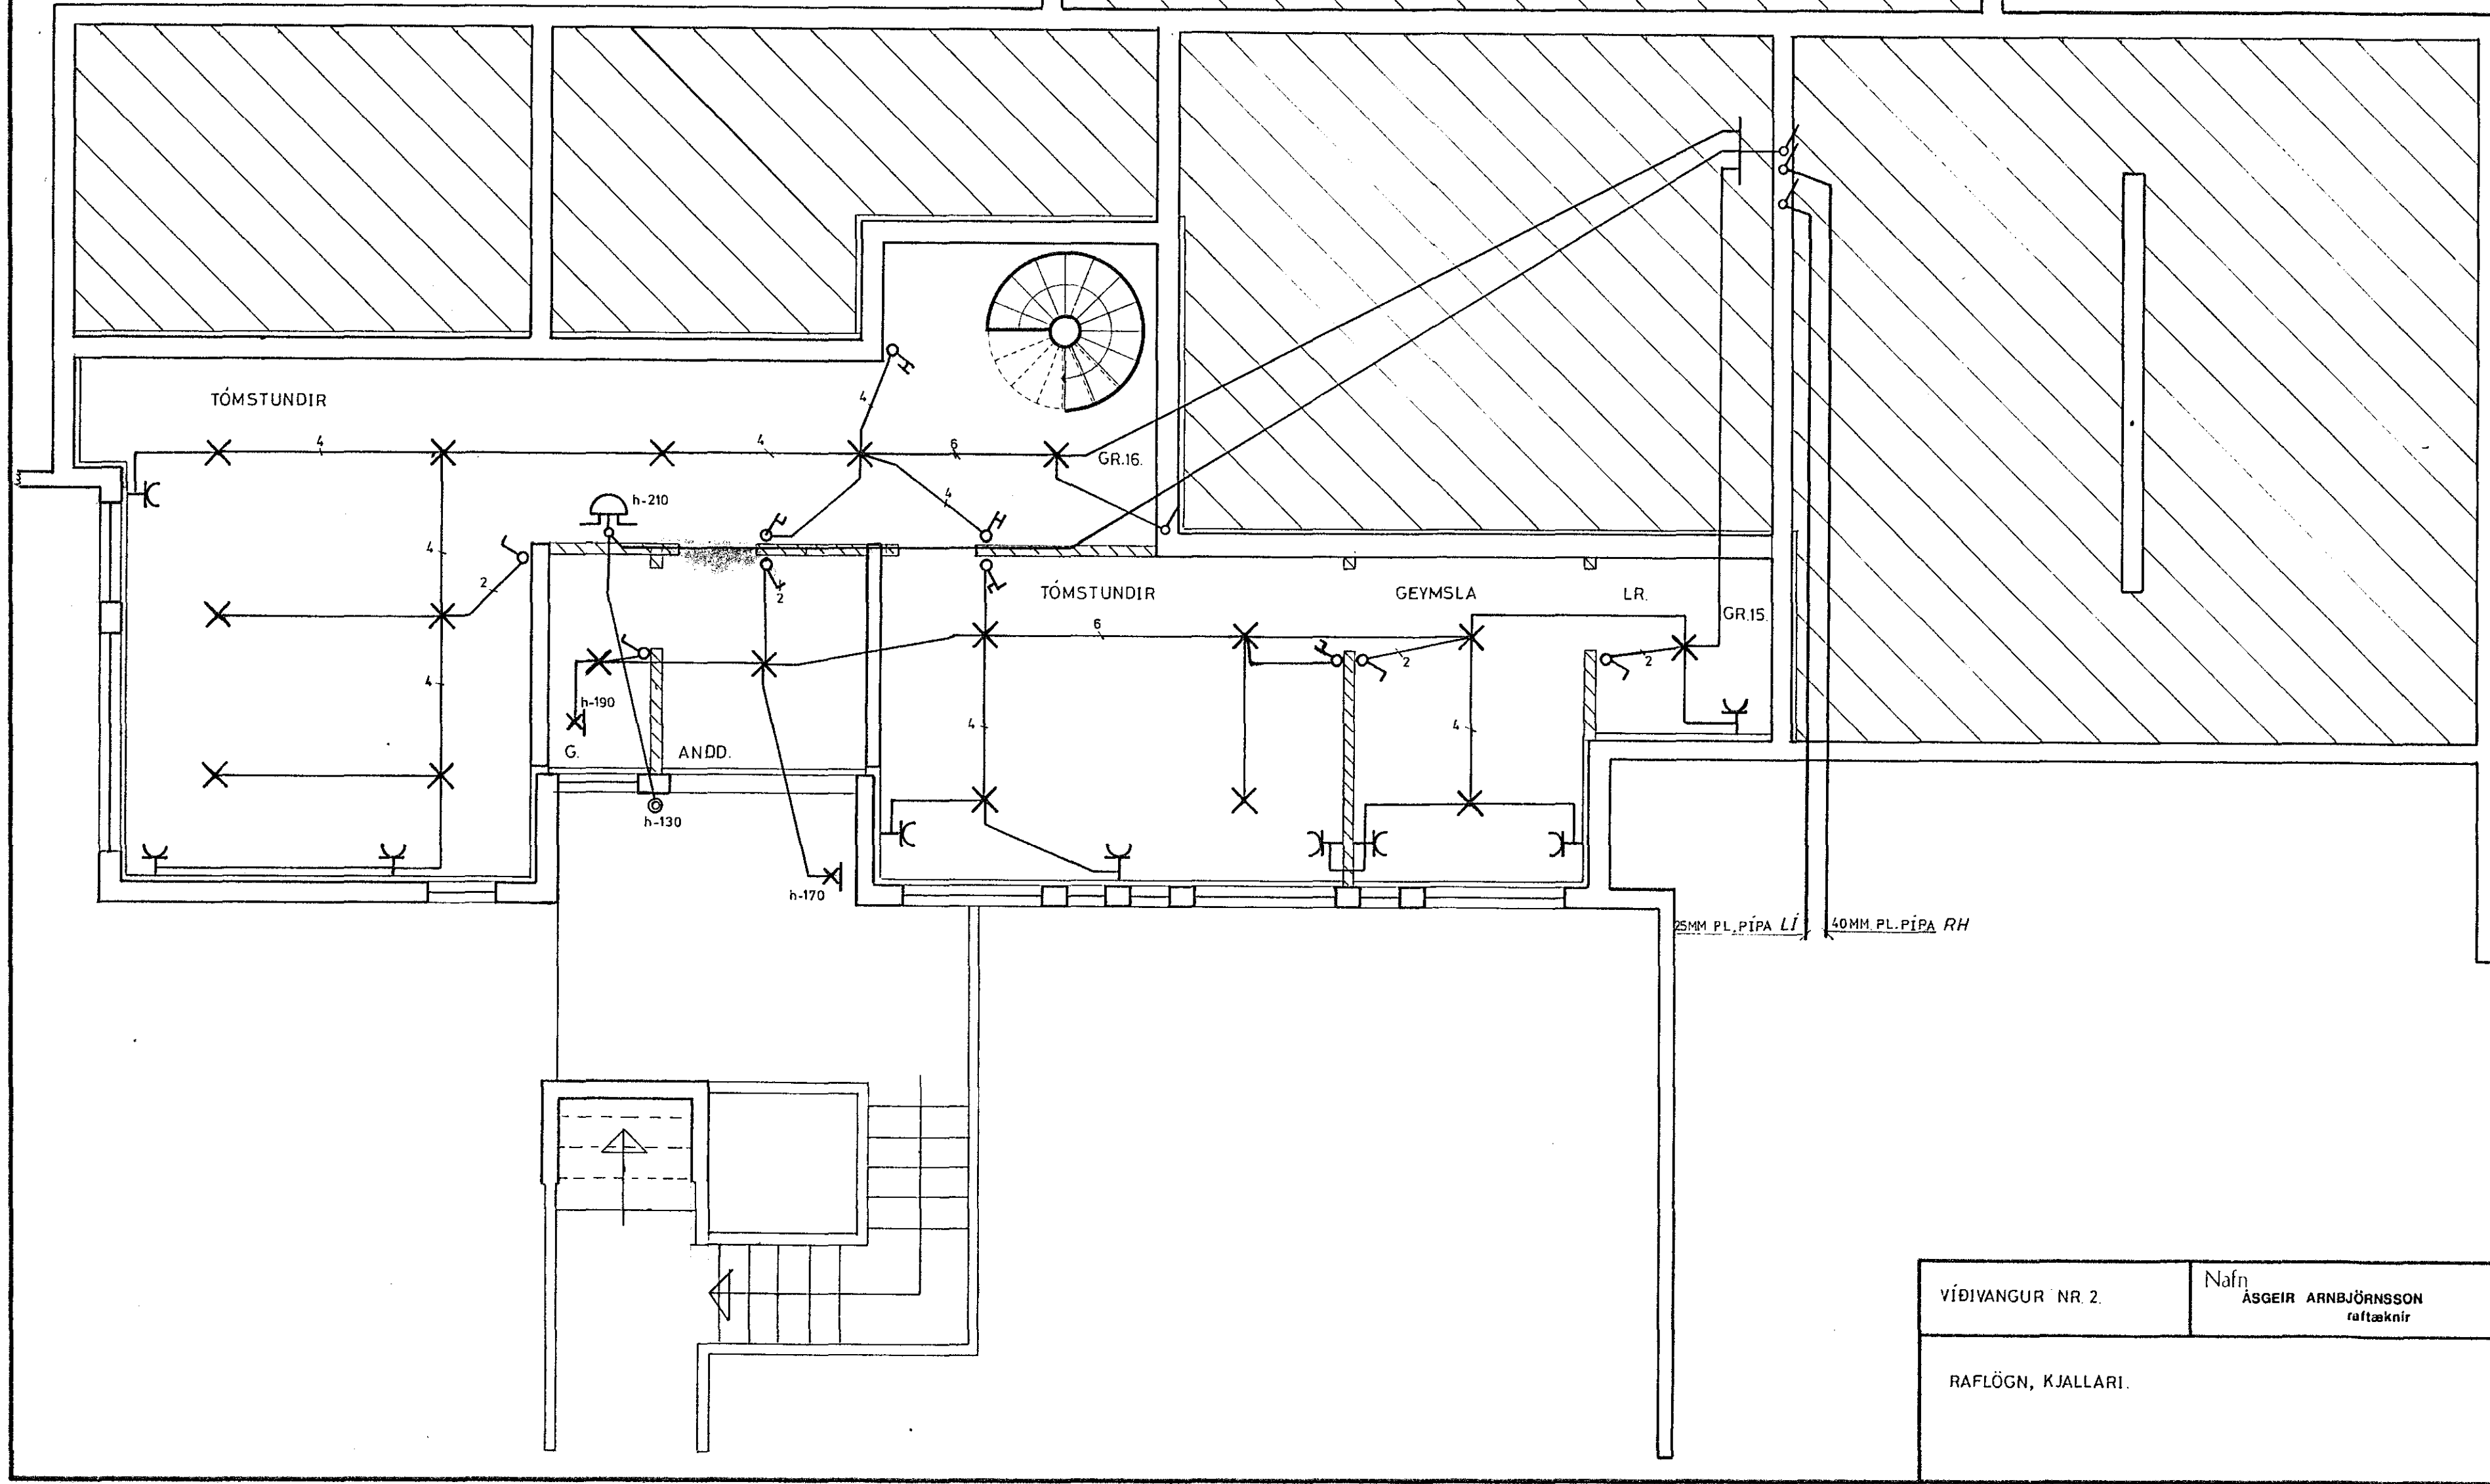 TÓMSTUNDIR
4
4
4
6
GR.16.
h-210
4
4
2
2
TÓMSTUNDIR
GEYMSLA
LR.
GR.15.
6
2
2
4
h-190
4
4
G.
ANDD.
h-130
h-170
25MM PL.PÍPA LÍ
40MM PL.PÍPA RH
VÍÐIVANGUR NR. 2.
Nafn
ÁSGEIR ARNBJÖRNSSON
raftæknir
RAFLÖGN, KJALLARI.